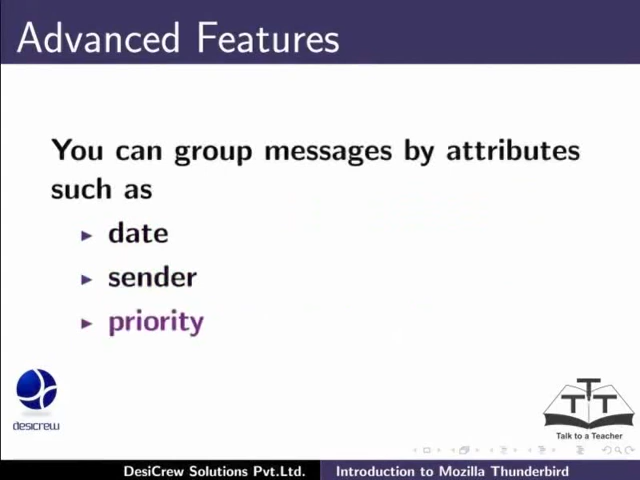 Advanced Features
You can group messages by attributes
such as
date
sender
priority
desicrew
TTT
Talk to a Teacher
DesiCrew Solutions Pvt.Ltd. Introduction to Mozilla Thunderbird